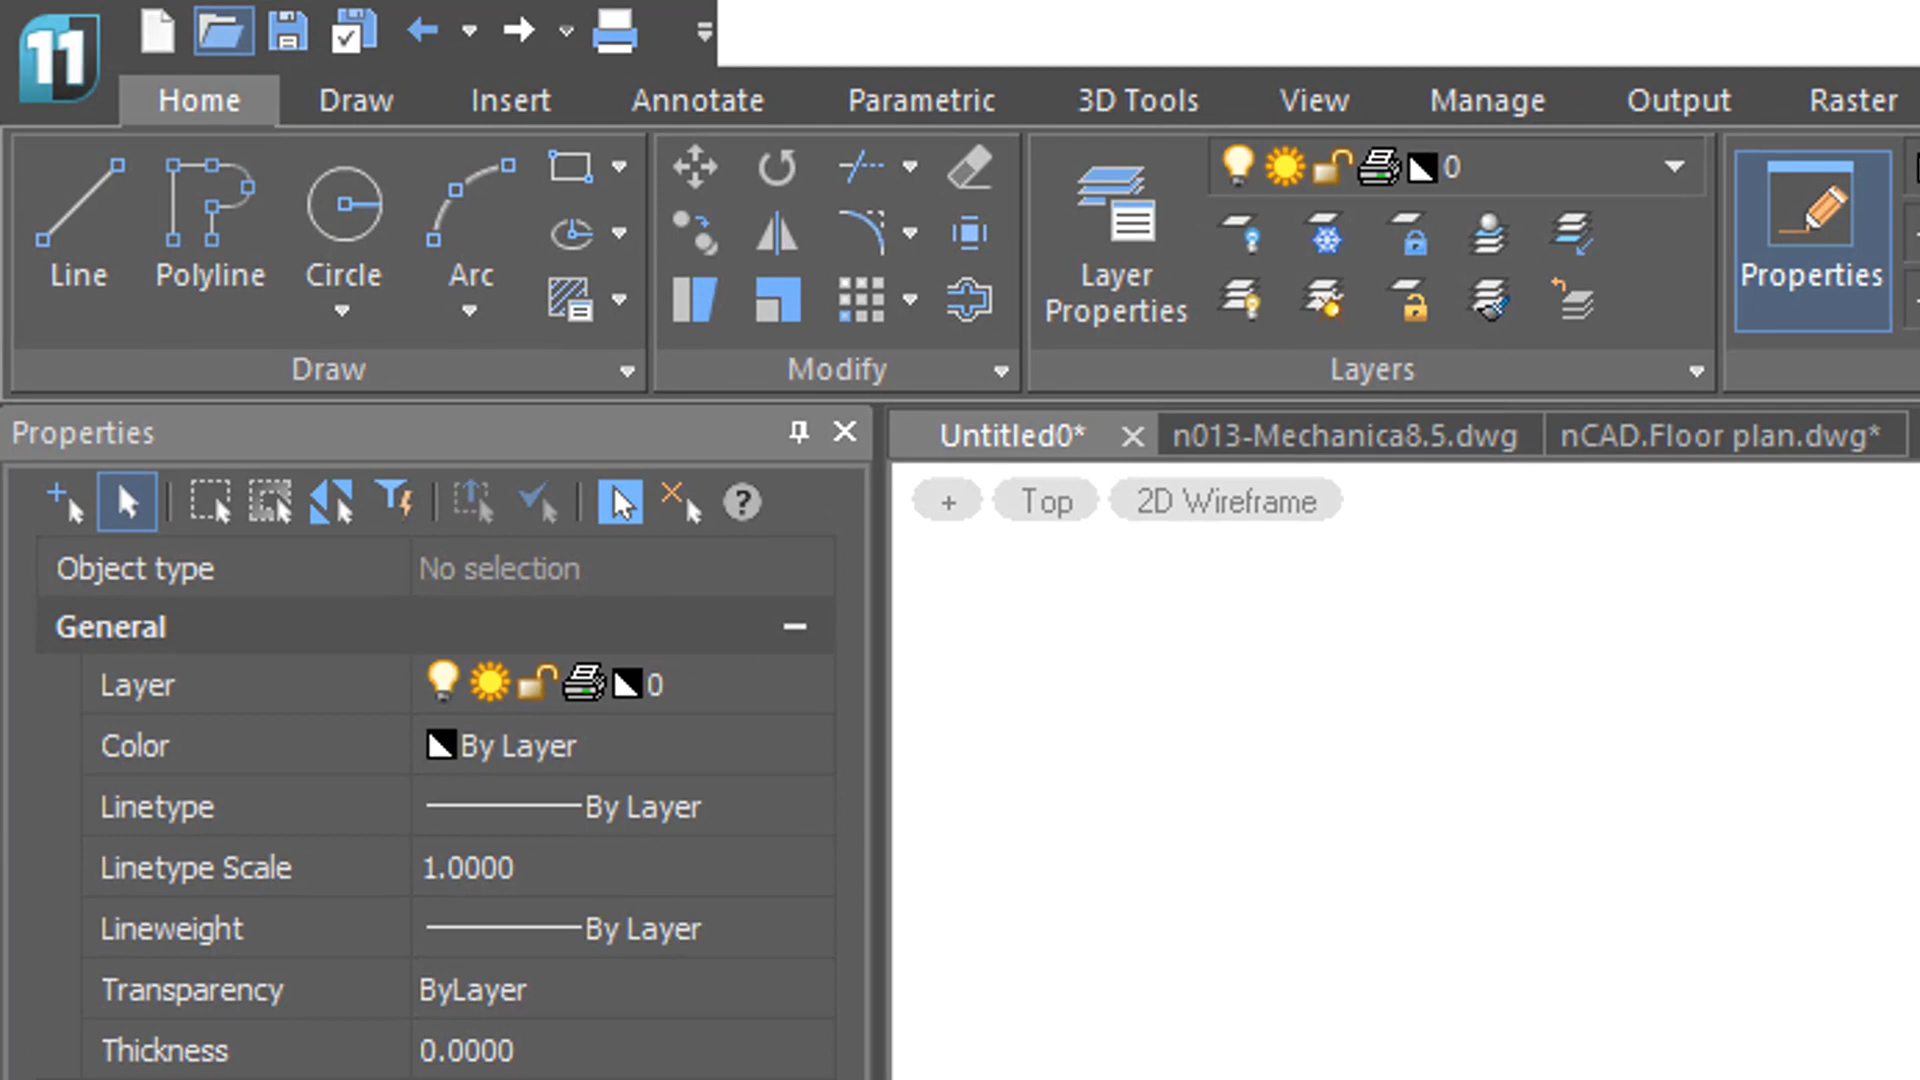 11
Home Draw Insert Annotate Parametric 3D Tools View Manage Output Raster
0
Line Polyline Circle Arc
Layer
Properties
Properties
Draw Modify Layers
Properties
Untitled0* n013-Mechanica8.5.dwg nCAD.Floor plan.dwg*
+ Top 2D Wireframe
?
Object type No selection
General
Layer 0
Color By Layer
Linetype By Layer
Linetype Scale 1.0000
Lineweight By Layer
Transparency ByLayer
Thickness 0.0000